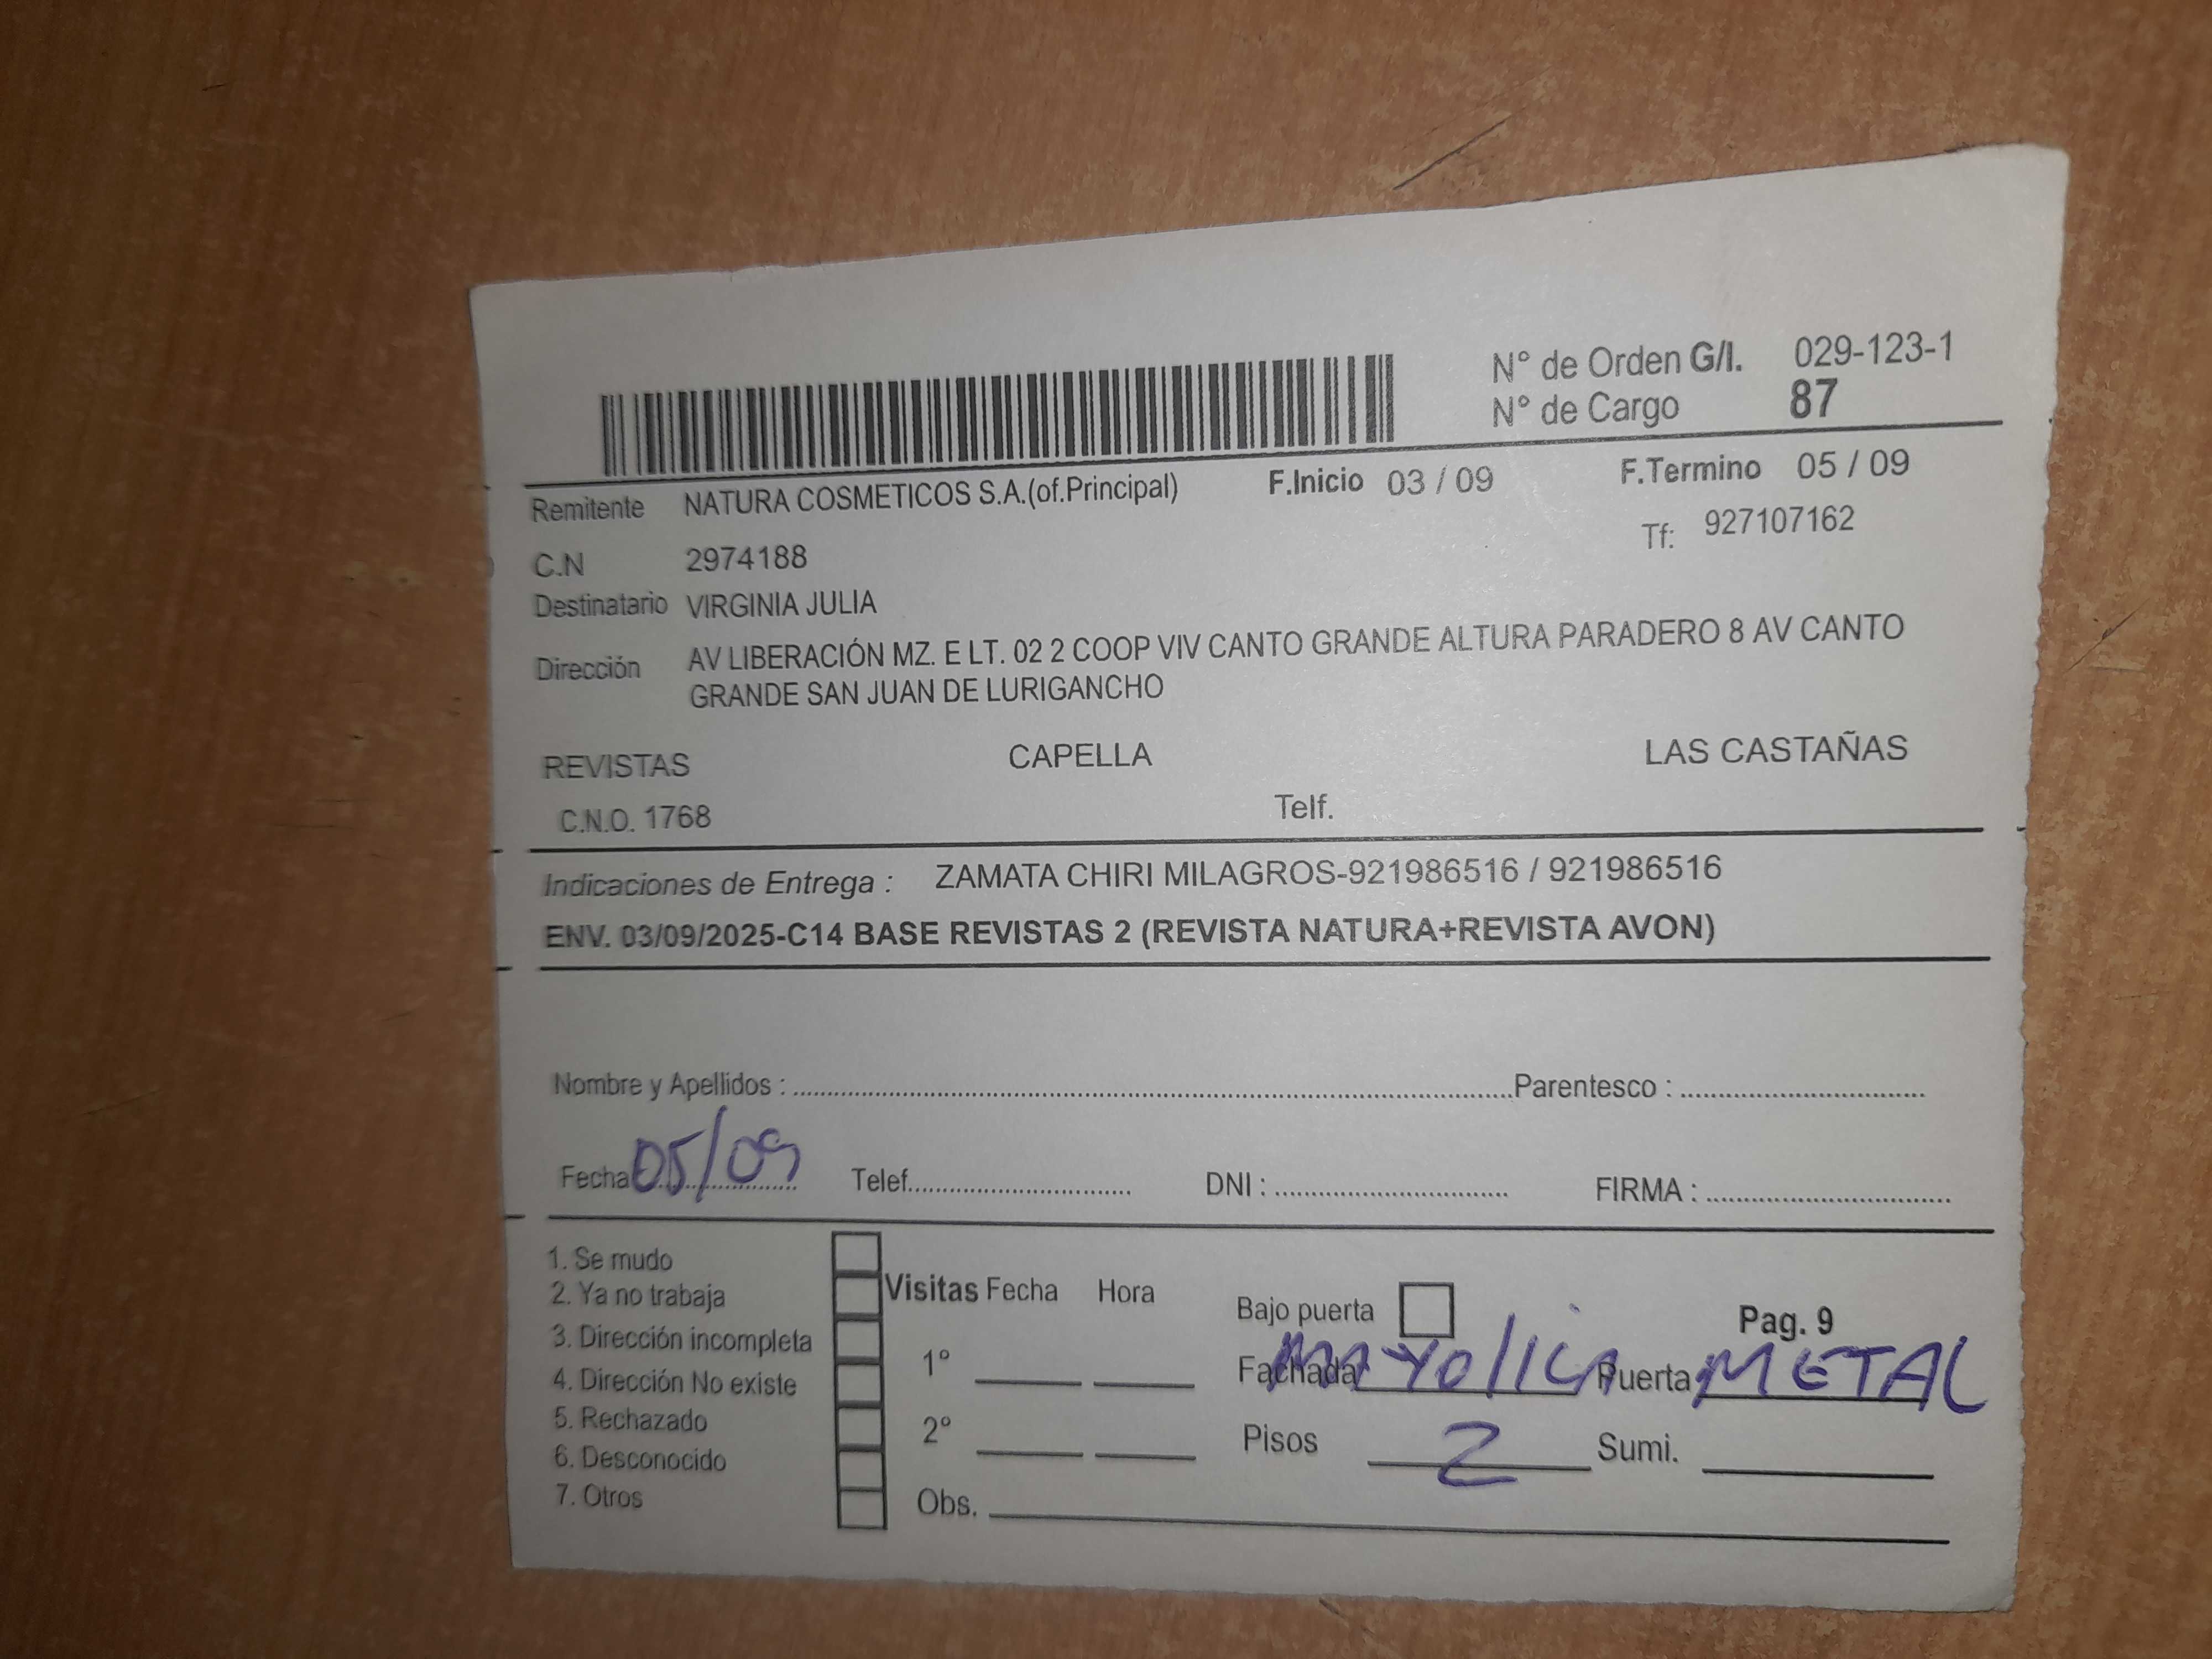 N° de Orden G/I. 029-123-1
N° de Cargo 87
Remitente NATURA COSMETICOS S.A.(of.Principal) F.Inicio 03 / 09 F.Termino 05 / 09
C.N 2974188 Tf: 927107162
Destinatario VIRGINIA JULIA
Dirección AV LIBERACIÓN MZ. E LT. 02 2 COOP VIV CANTO GRANDE ALTURA PARADERO 8 AV CANTO
GRANDE SAN JUAN DE LURIGANCHO
REVISTAS CAPELLA LAS CASTAÑAS
C.N.O. 1768 Telf.
Indicaciones de Entrega : ZAMATA CHIRI MILAGROS-921986516 / 921986516
ENV. 03/09/2025-C14 BASE REVISTAS 2 (REVISTA NATURA+REVISTA AVON)
Nombre y Apellidos : Parentesco :
Fecha 05/09 Telef. DNI : FIRMA :
1. Se mudo
2. Ya no trabaja Visitas Fecha Hora Bajo puerta Pag. 9
3. Dirección incompleta
4. Dirección No existe 1° Fachada MAYOlICA Puerta METAL
5. Rechazado
6. Desconocido 2° Pisos 2 Sumi.
7. Otros Obs.